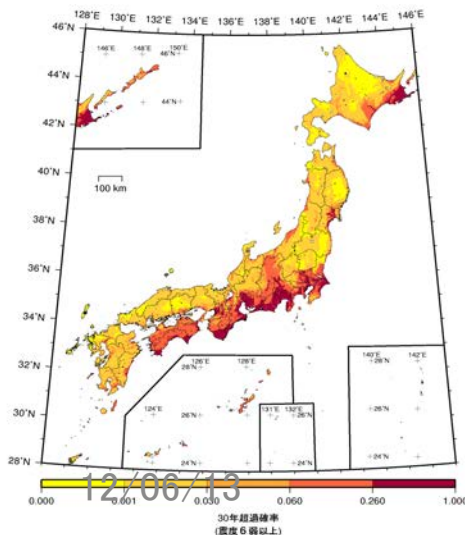 128˚E 130˚E 132˚E 134˚E 136˚E 138˚E 140˚E 142˚E 144˚E 146˚E
46˚N
146˚E 148˚E 150˚E
46˚N
44˚N
44˚N
42˚N
40˚N
100 km
38˚N
36˚N
34˚N
32˚N
126˚E 128˚E
28˚N
140˚E 142˚E
28˚N
30˚N
124˚E
26˚N
131˚E 132˚E
26˚N
26˚N
28˚N
24˚N
24˚N
24˚N
12/06/13
0.000 0.001 0.030 0.060 0.260 1.000
30年超過確率
(震度6弱以上)